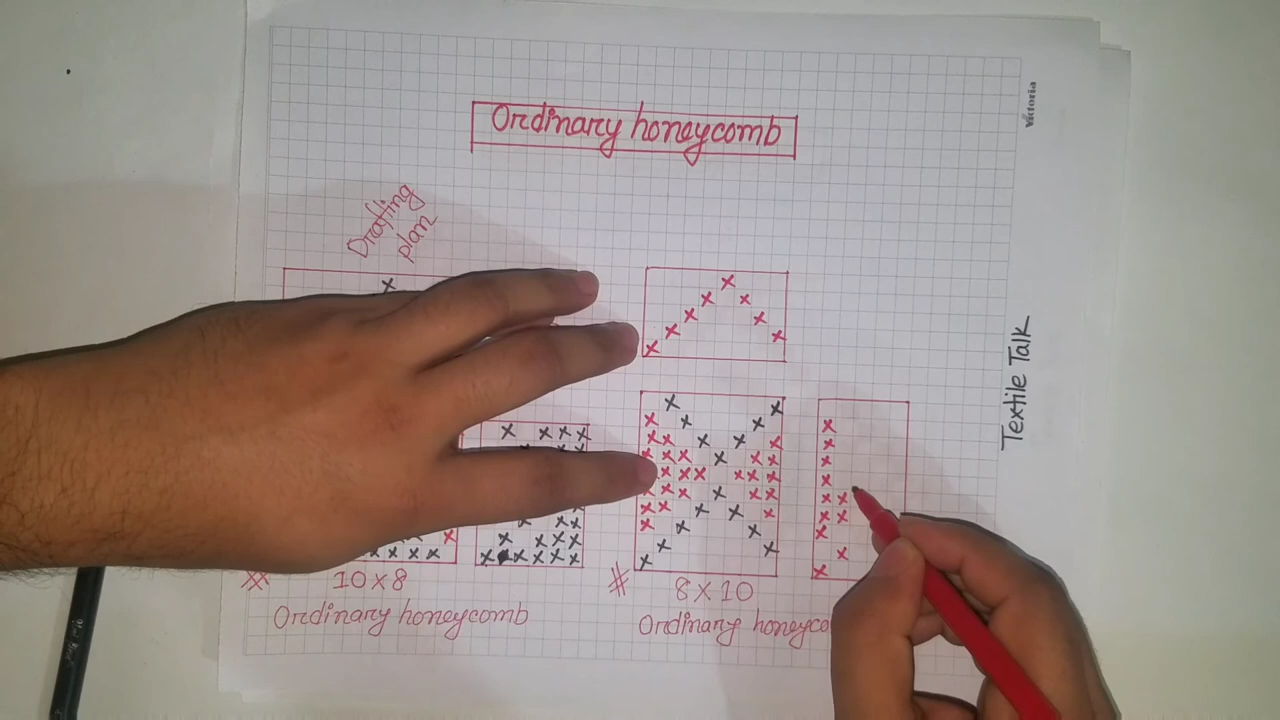 Ordinary honeycomb
Victoria
Drafting
plan
Textile Talk
10 X 8
8 X 10
Ordinary honeycomb
Ordinary honeyco